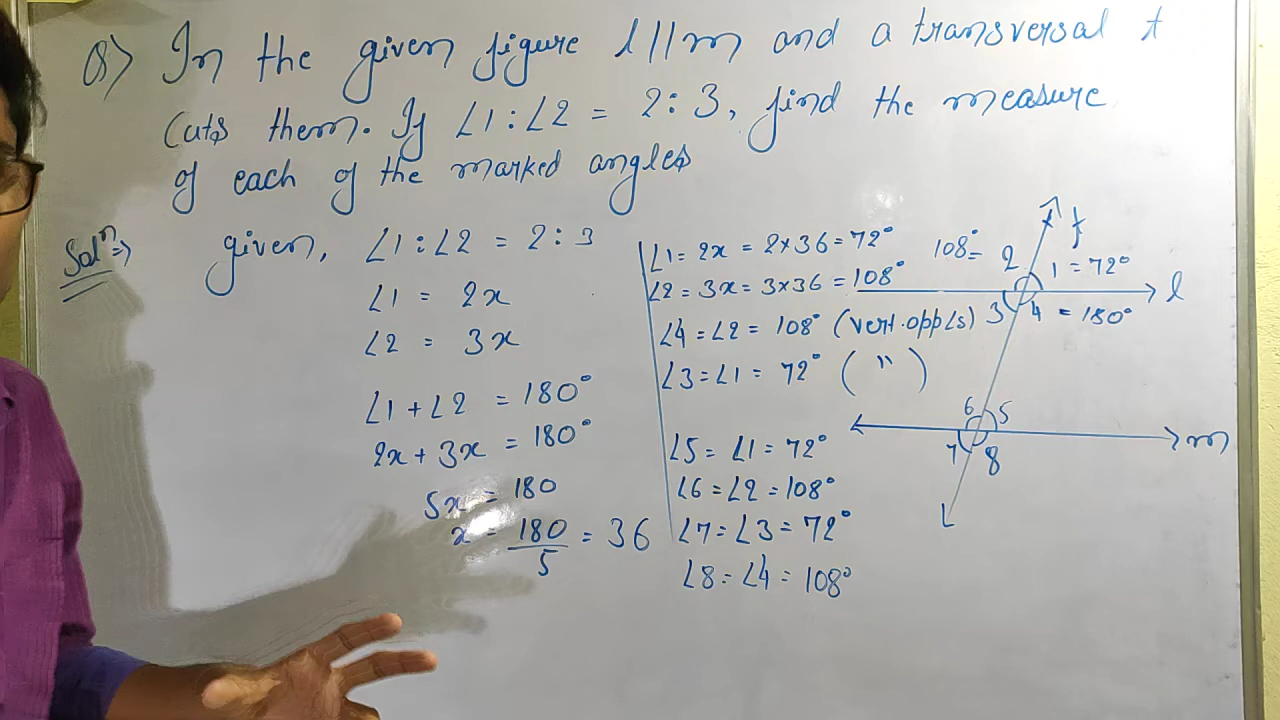 Q> In the given figure l||m and a transversal t
Cuts them. If ∠1:∠2 = 2:3, find the measure
of each of the marked angles
Solⁿ⇒ given, ∠1:∠2 = 2:3
∠1 = 2x
∠2 = 3x
∠1+∠2 = 180°
2x+3x = 180°
5x = 180
x = 180/5 = 36
∠1= 2x = 2×36=72°
∠2 = 3x = 3×36 =108°
∠4=∠2= 108° (vert.opp∠s)
∠3=∠1= 72° ( " )
∠5= ∠1= 72°
∠6=∠2=108°
∠7=∠3=72°
∠8=∠4=108°
t
108°= 2 1 = 72°
l
3 4 = 180°
6 5
m
7 8